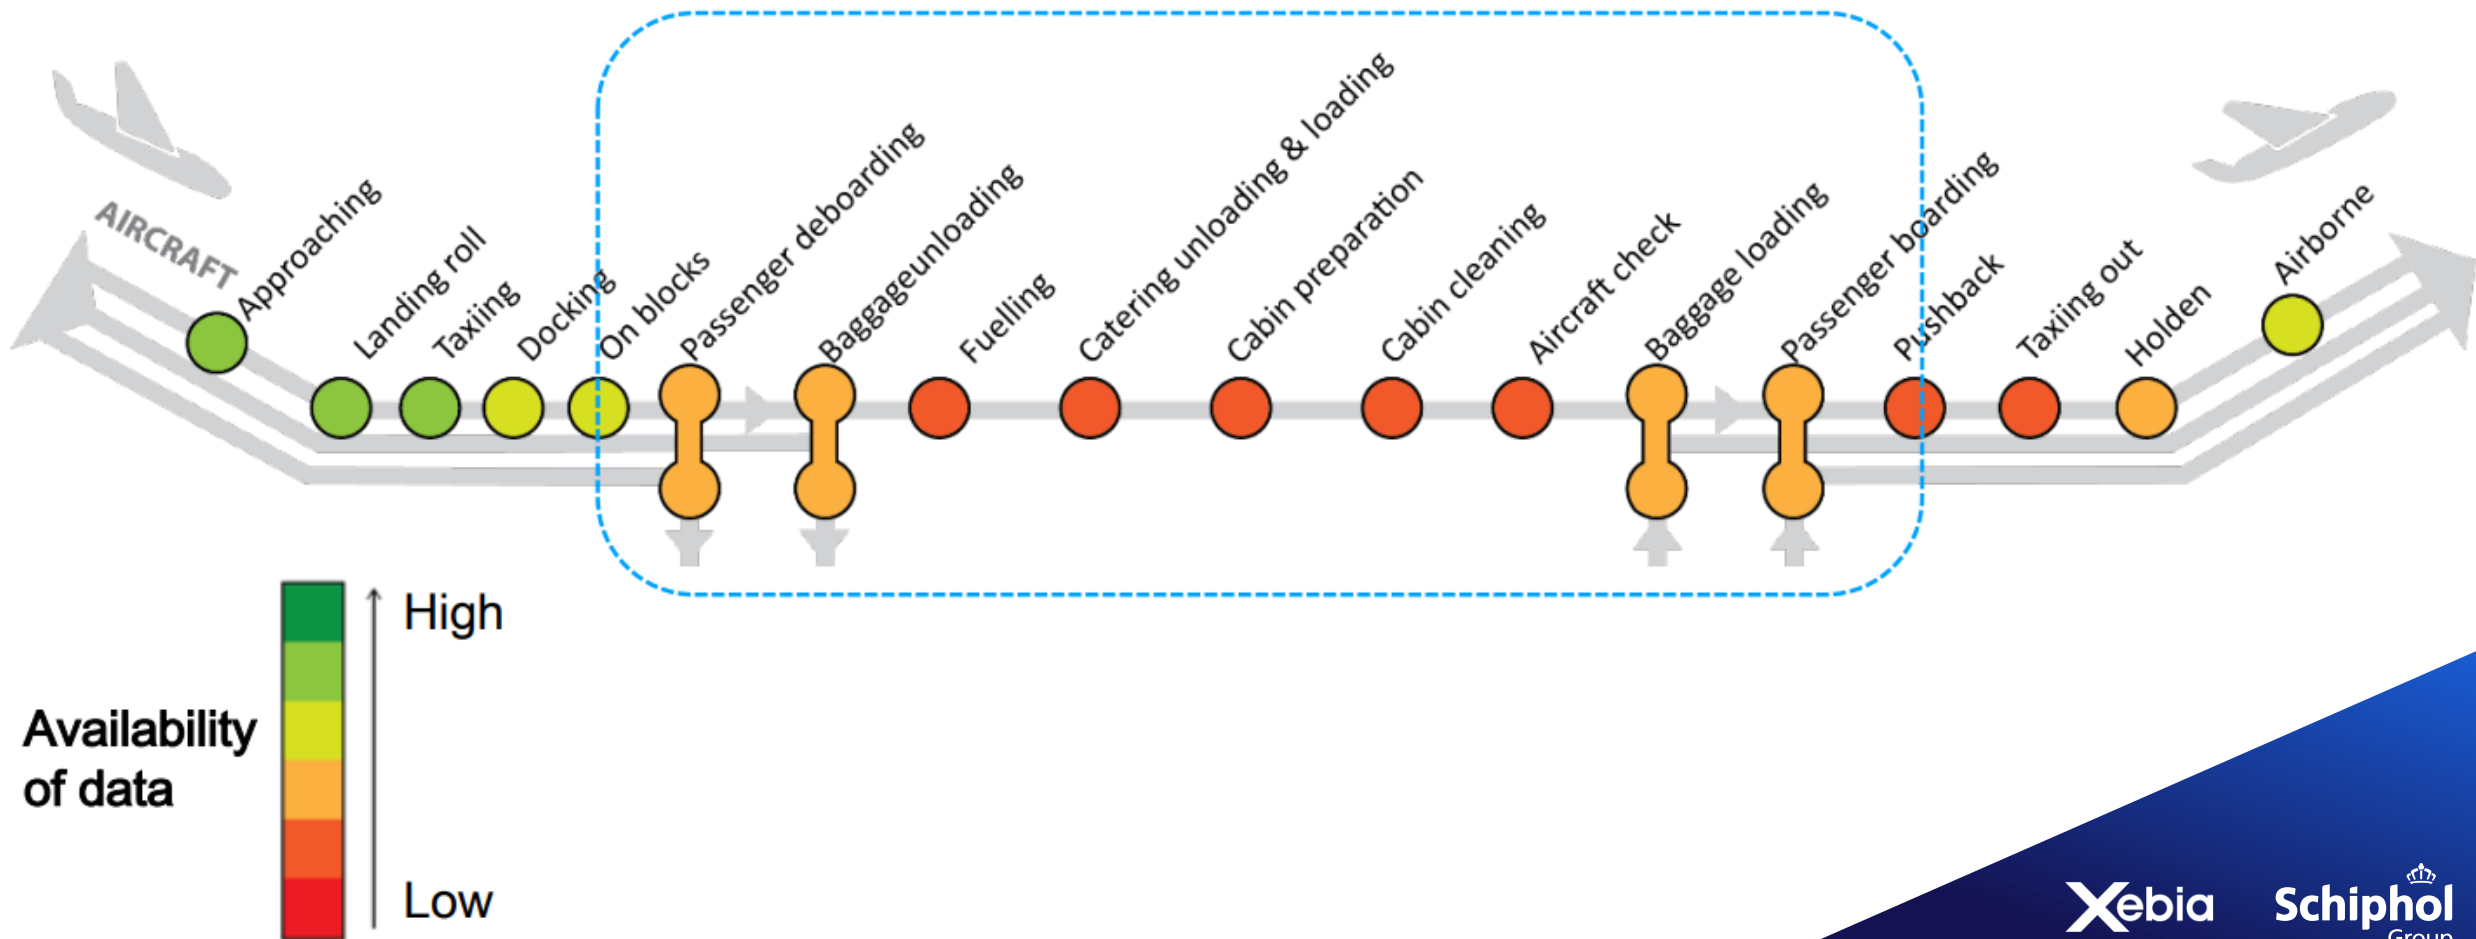 AIRCRAFT
Approaching
Landing roll
Taxiing
Docking
On blocks
Passenger deboarding
Baggageunloading
Fuelling
Catering unloading & loading
Cabin preparation
Cabin cleaning
Aircraft check
Baggage loading
Passenger boarding
Pushback
Taxiing out
Holden
Airborne
High
Availability
of data
Low
Xebia
Schiphol
Group